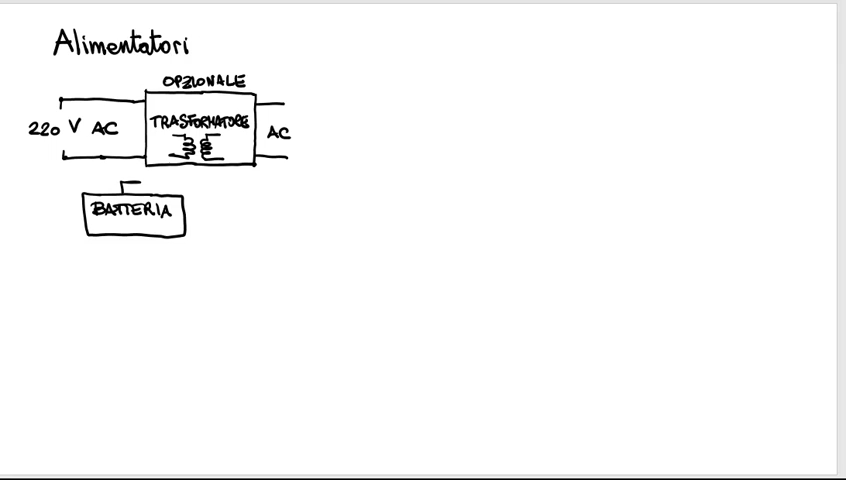 Alimentatori
OPZIONALE
220 V AC
TRASFORMATORE
AC
BATTERIA